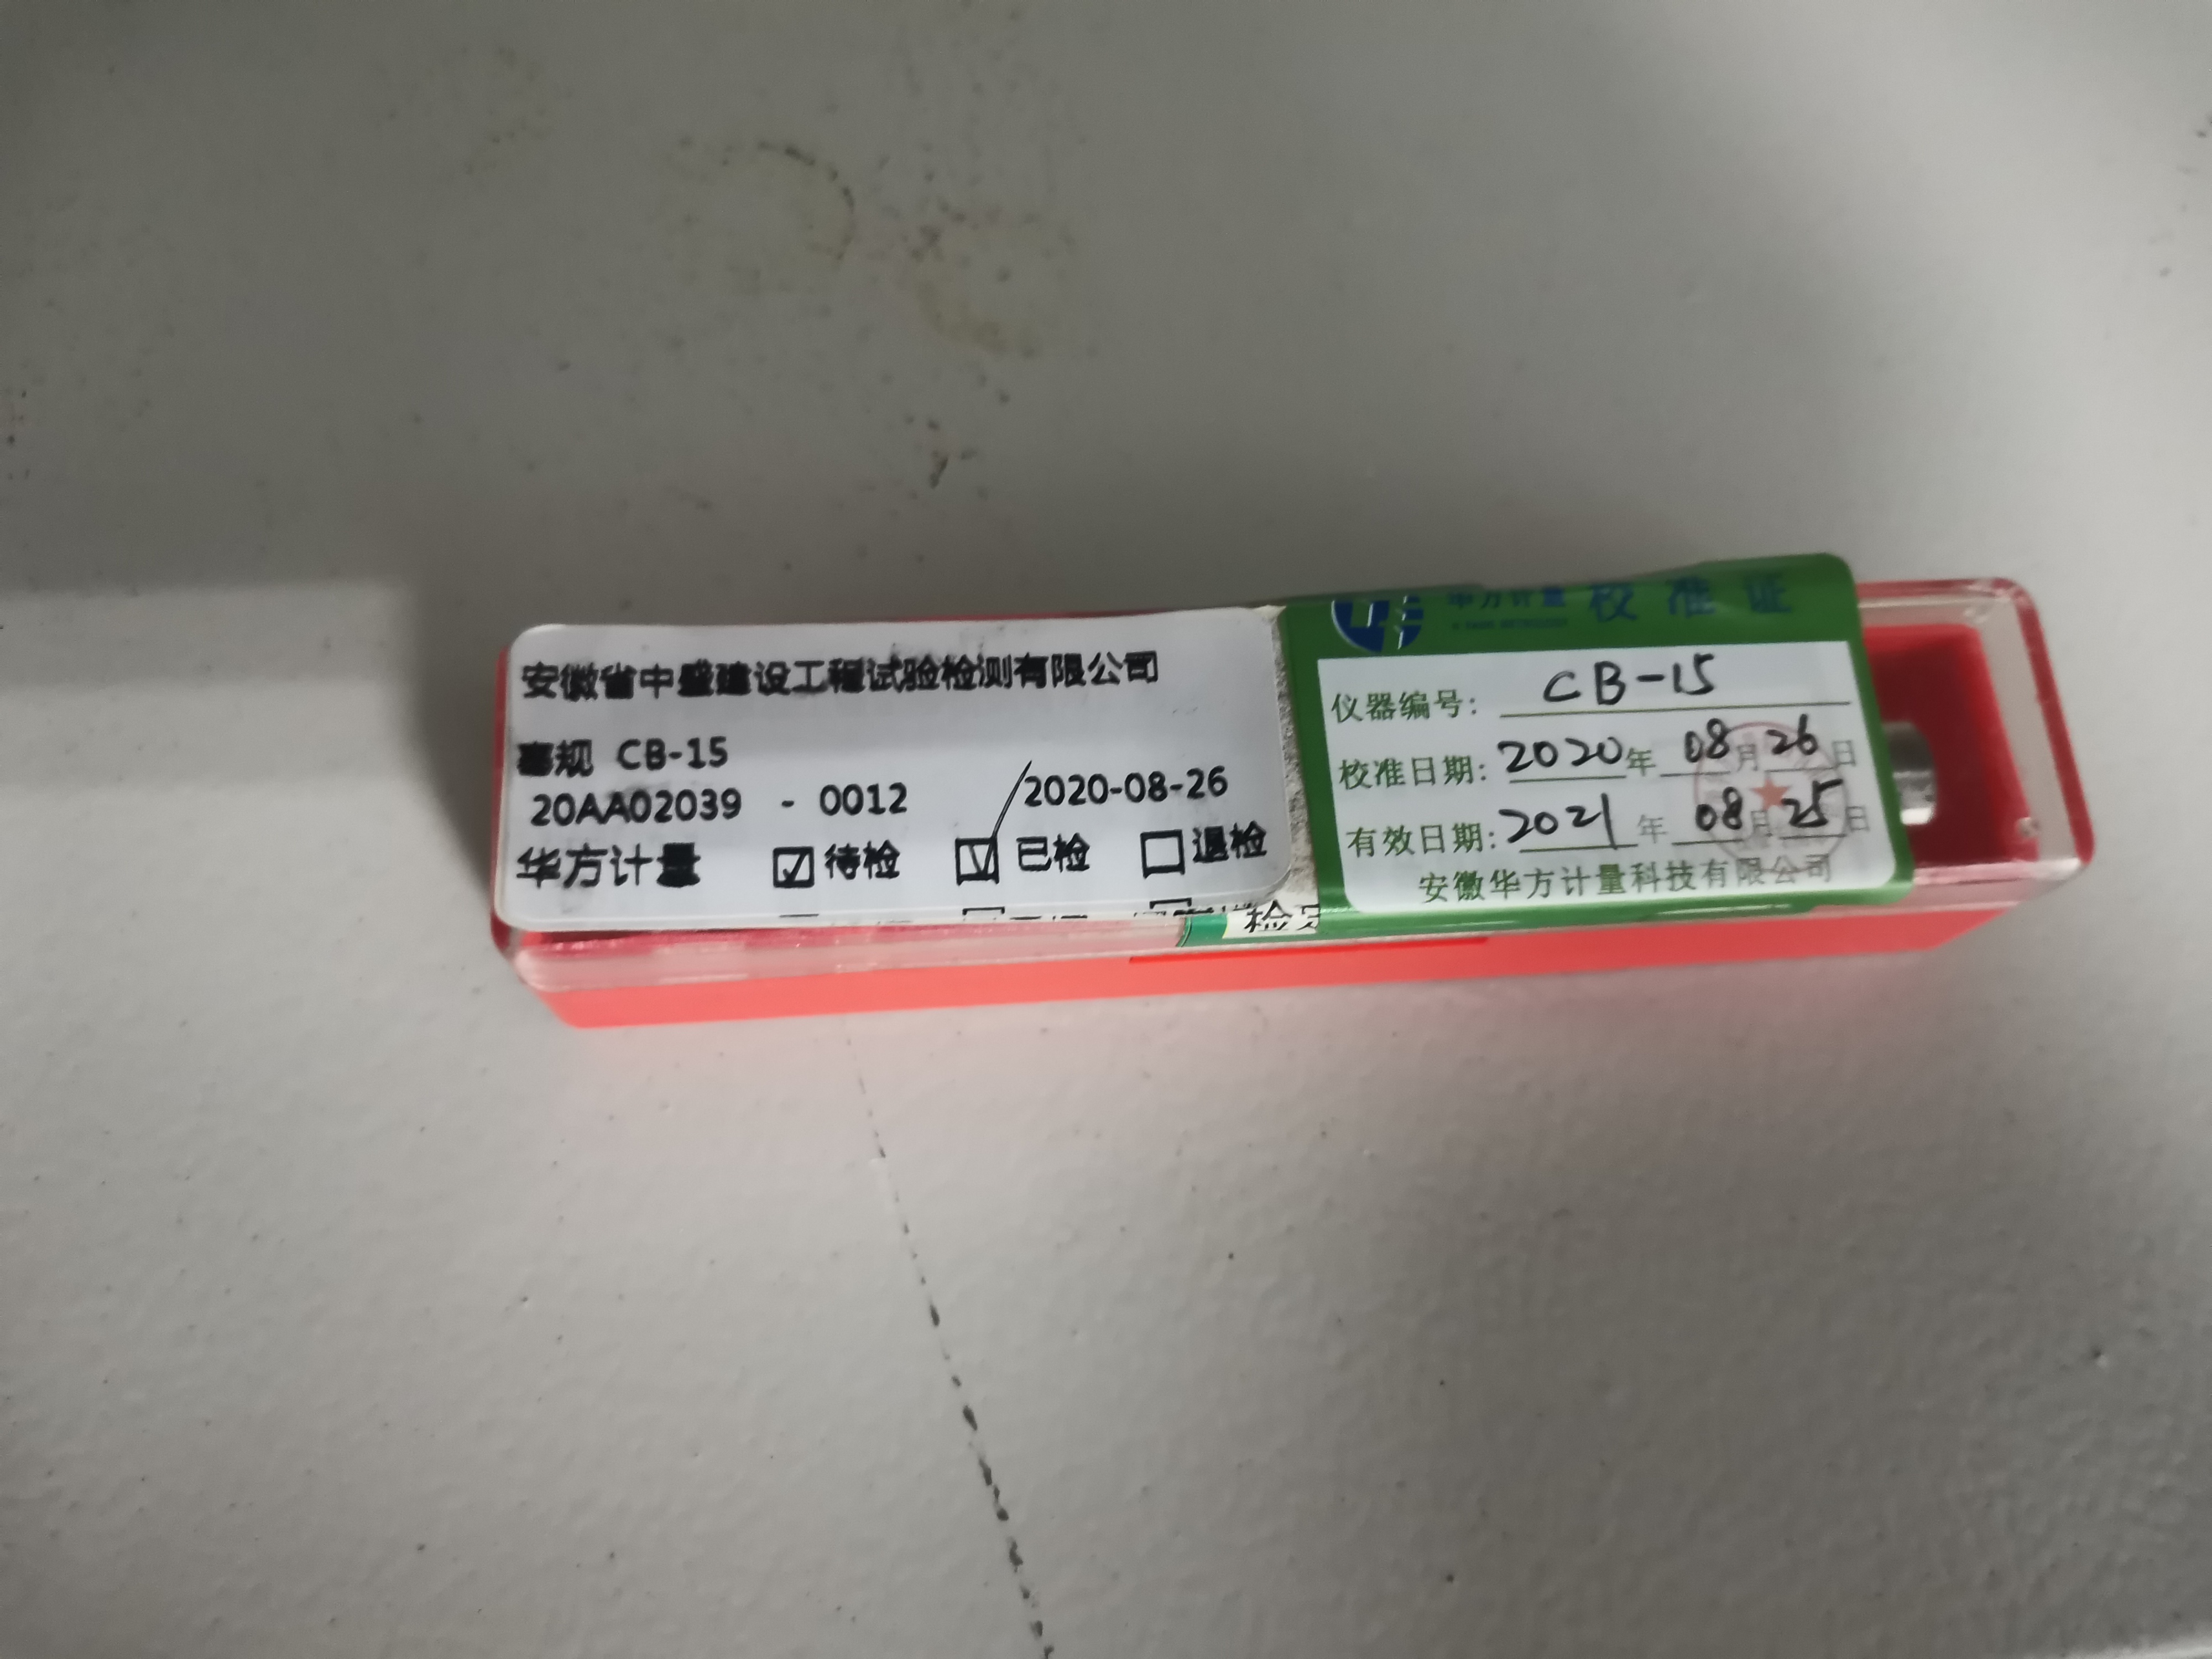 安徽省中盛建设工程试验检测有限公司
塞规 CB-15
20AA02039 - 0012 2020-08-26
华方计量 ☑ 待检 ☑ 已检 ☐ 退检
检定
华方计量 校准证
仪器编号: CB-15
校准日期: 2020年 08月 26日
有效日期: 2021年 08月 25日
安徽华方计量科技有限公司